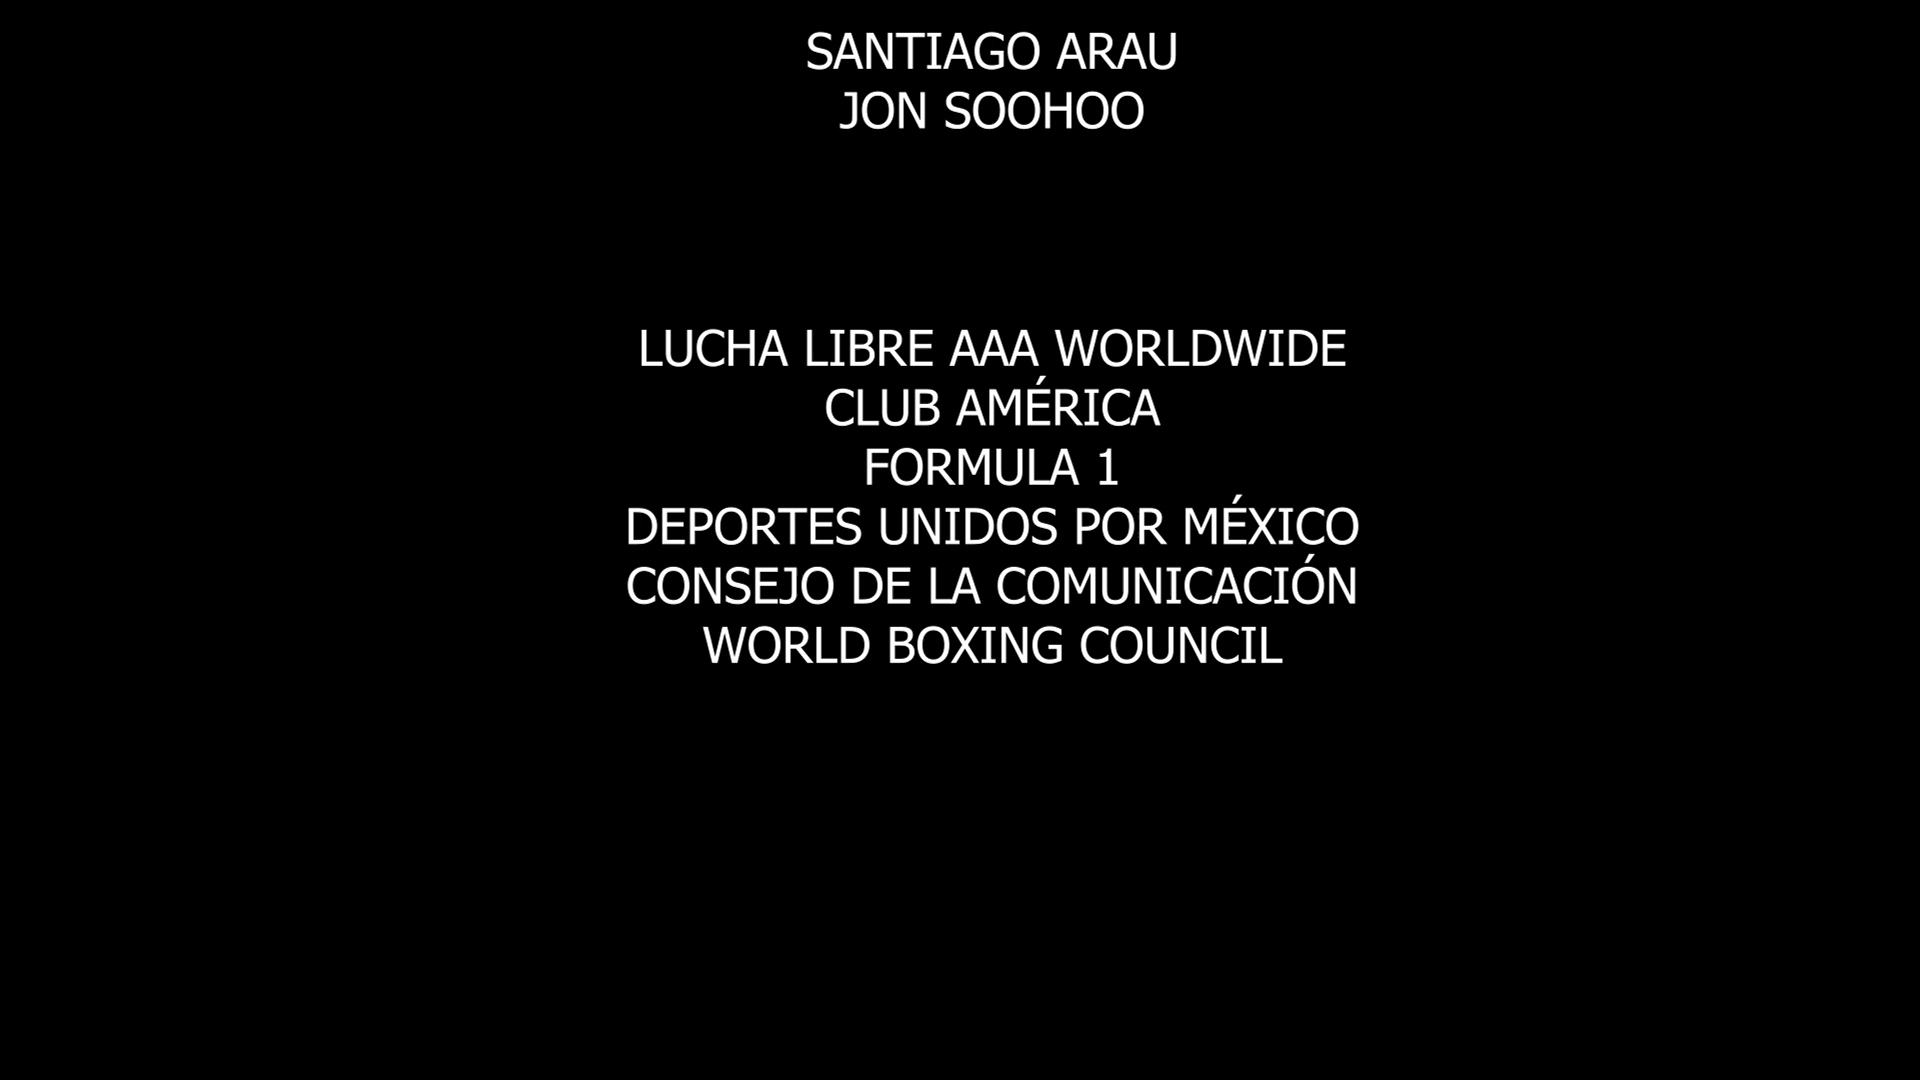 SANTIAGO ARAU
JON SOOHOO
LUCHA LIBRE AAA WORLDWIDE
CLUB AMÉRICA
FORMULA 1
DEPORTES UNIDOS POR MÉXICO
CONSEJO DE LA COMUNICACIÓN
WORLD BOXING COUNCIL